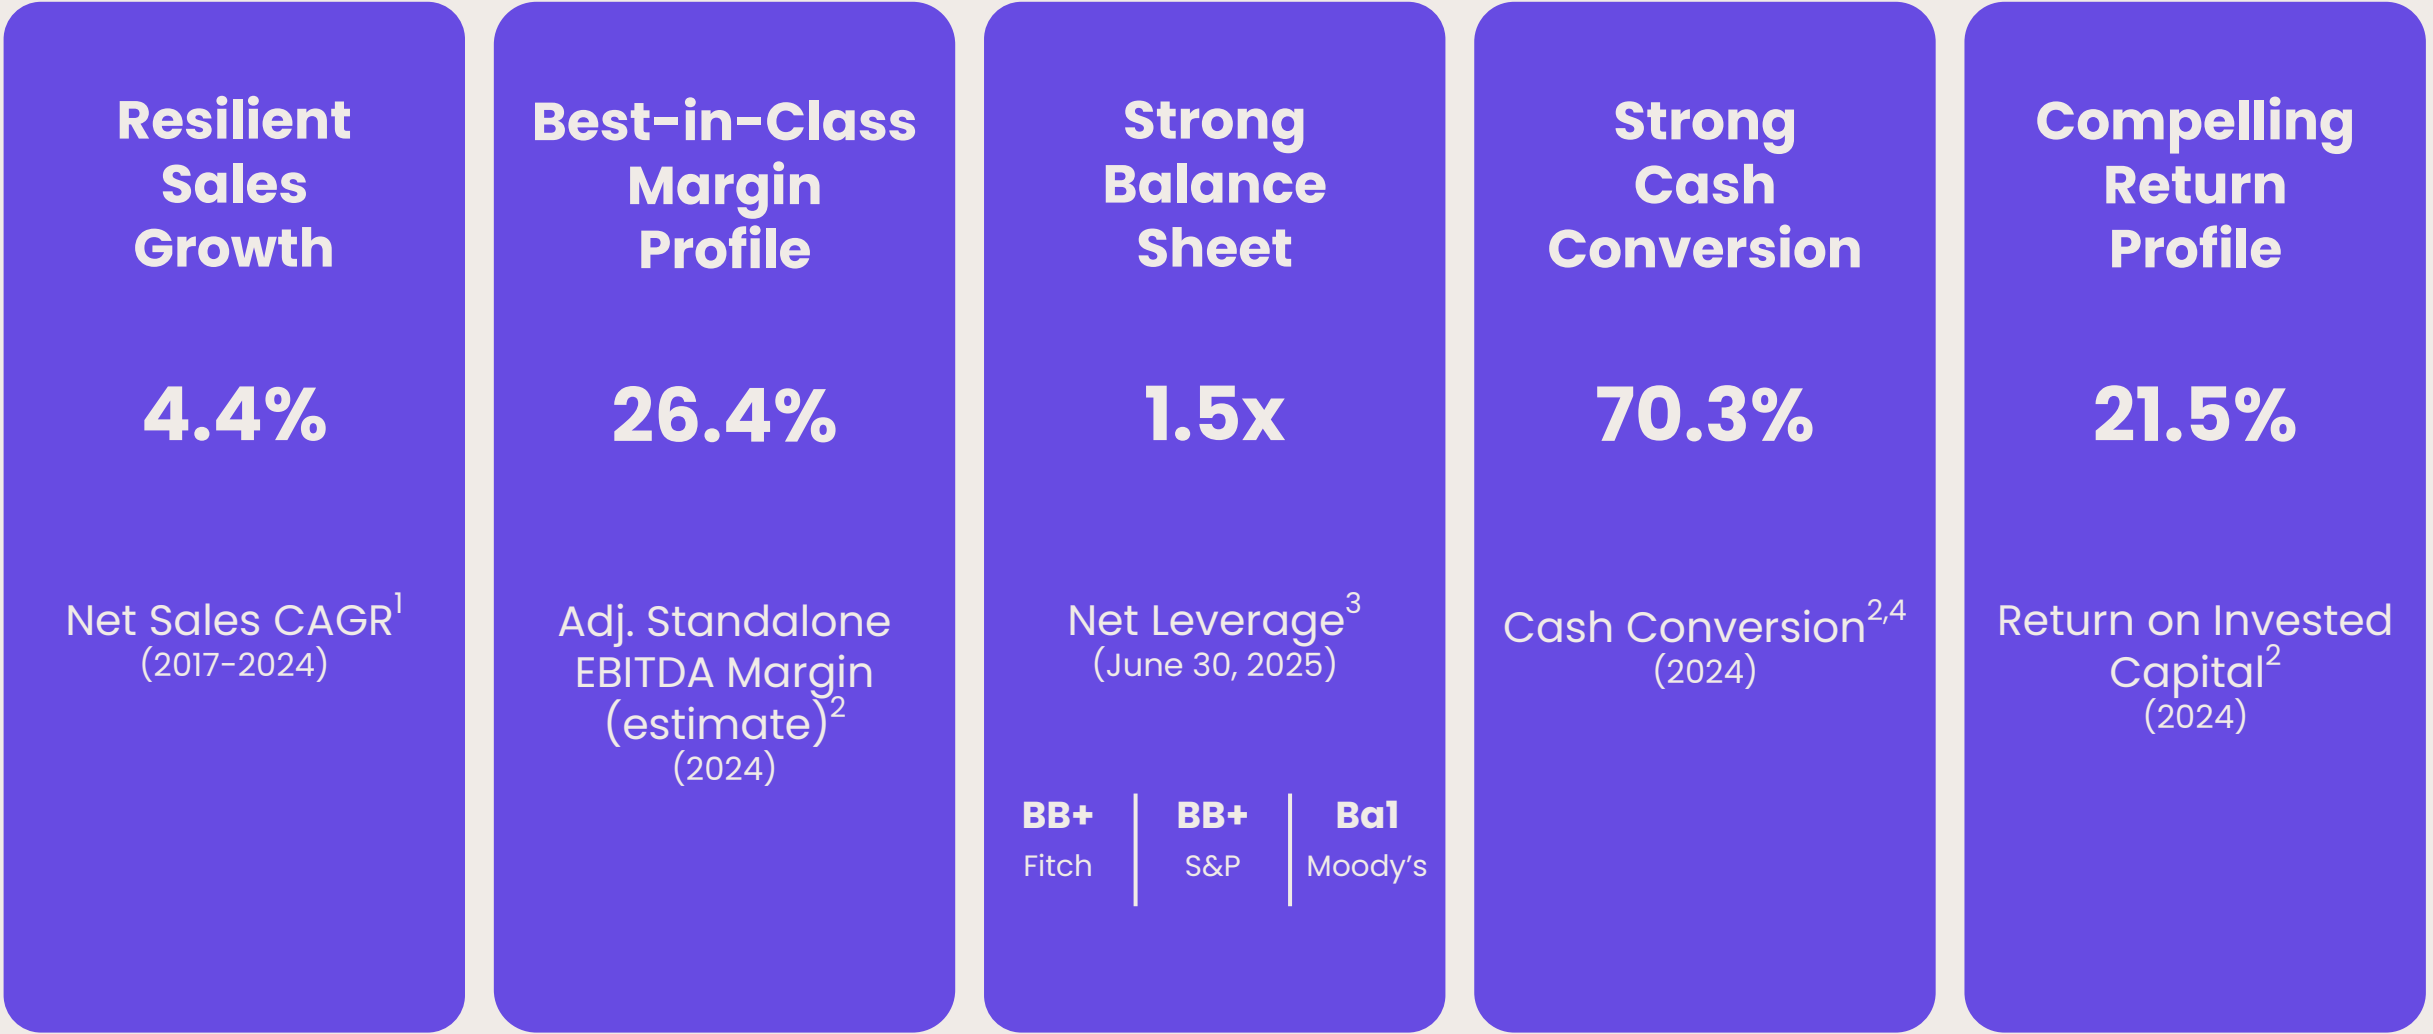 Resilient
Sales
Growth
4.4%
Net Sales CAGR¹
(2017-2024)
Best-in-Class
Margin
Profile
26.4%
Adj. Standalone
EBITDA Margin
(estimate)²
(2024)
Strong
Balance
Sheet
1.5x
Net Leverage³
(June 30, 2025)
BB+
Fitch
BB+
S&P
Ba1
Moody’s
Strong
Cash
Conversion
70.3%
Cash Conversion²,⁴
(2024)
Compelling
Return
Profile
21.5%
Return on Invested
Capital²
(2024)